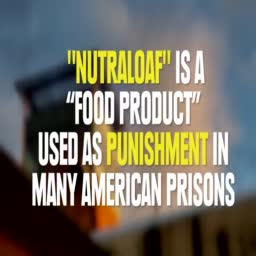 "NUTRALOAF" IS A
“FOOD PRODUCT”
USED AS PUNISHMENT IN
MANY AMERICAN PRISONS